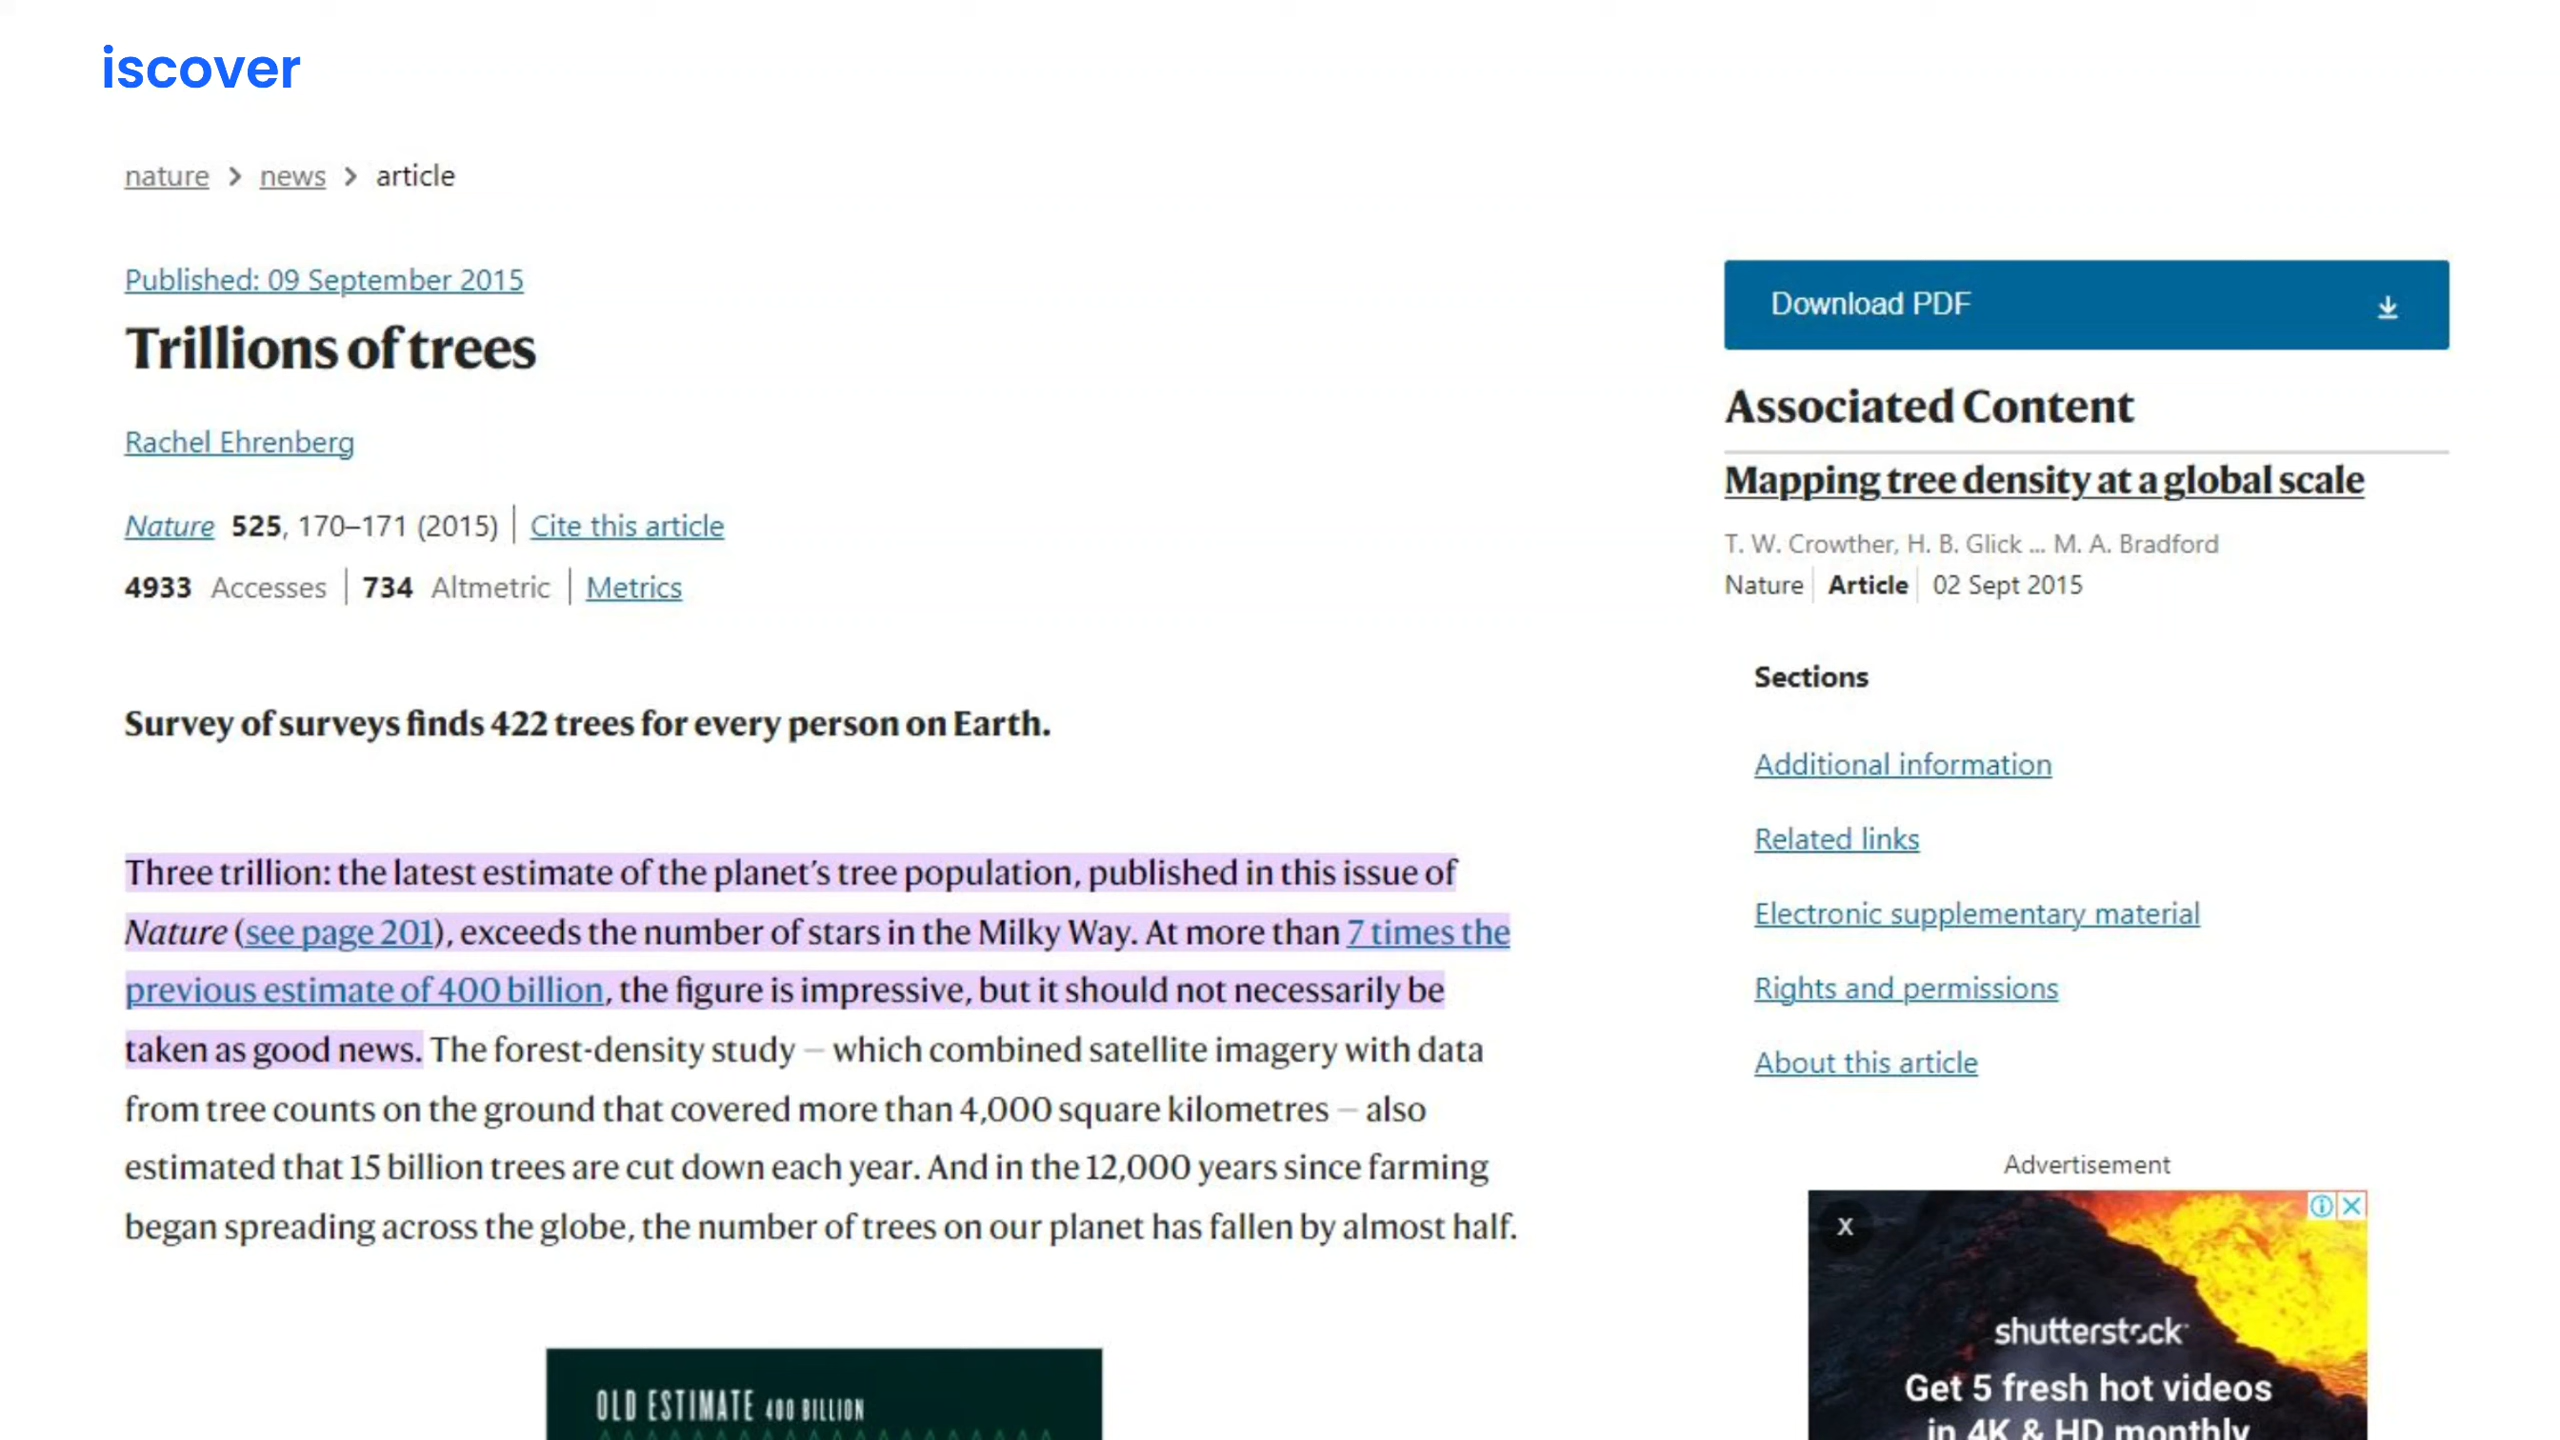 iscover
nature > news > article
Published: 09 September 2015
Trillions of trees
Rachel Ehrenberg
Nature 525, 170–171 (2015) | Cite this article
4933 Accesses | 734 Altmetric | Metrics
Survey of surveys finds 422 trees for every person on Earth.
Three trillion: the latest estimate of the planet’s tree population, published in this issue of
Nature (see page 201), exceeds the number of stars in the Milky Way. At more than 7 times the
previous estimate of 400 billion, the figure is impressive, but it should not necessarily be
taken as good news. The forest-density study — which combined satellite imagery with data
from tree counts on the ground that covered more than 4,000 square kilometres — also
estimated that 15 billion trees are cut down each year. And in the 12,000 years since farming
began spreading across the globe, the number of trees on our planet has fallen by almost half.
OLD ESTIMATE 400 BILLION
Download PDF
Associated Content
Mapping tree density at a global scale
T. W. Crowther, H. B. Glick ... M. A. Bradford
Nature | Article | 02 Sept 2015
Sections
Additional information
Related links
Electronic supplementary material
Rights and permissions
About this article
Advertisement
X
shutterstock
Get 5 fresh hot videos
in 4K & HD monthly